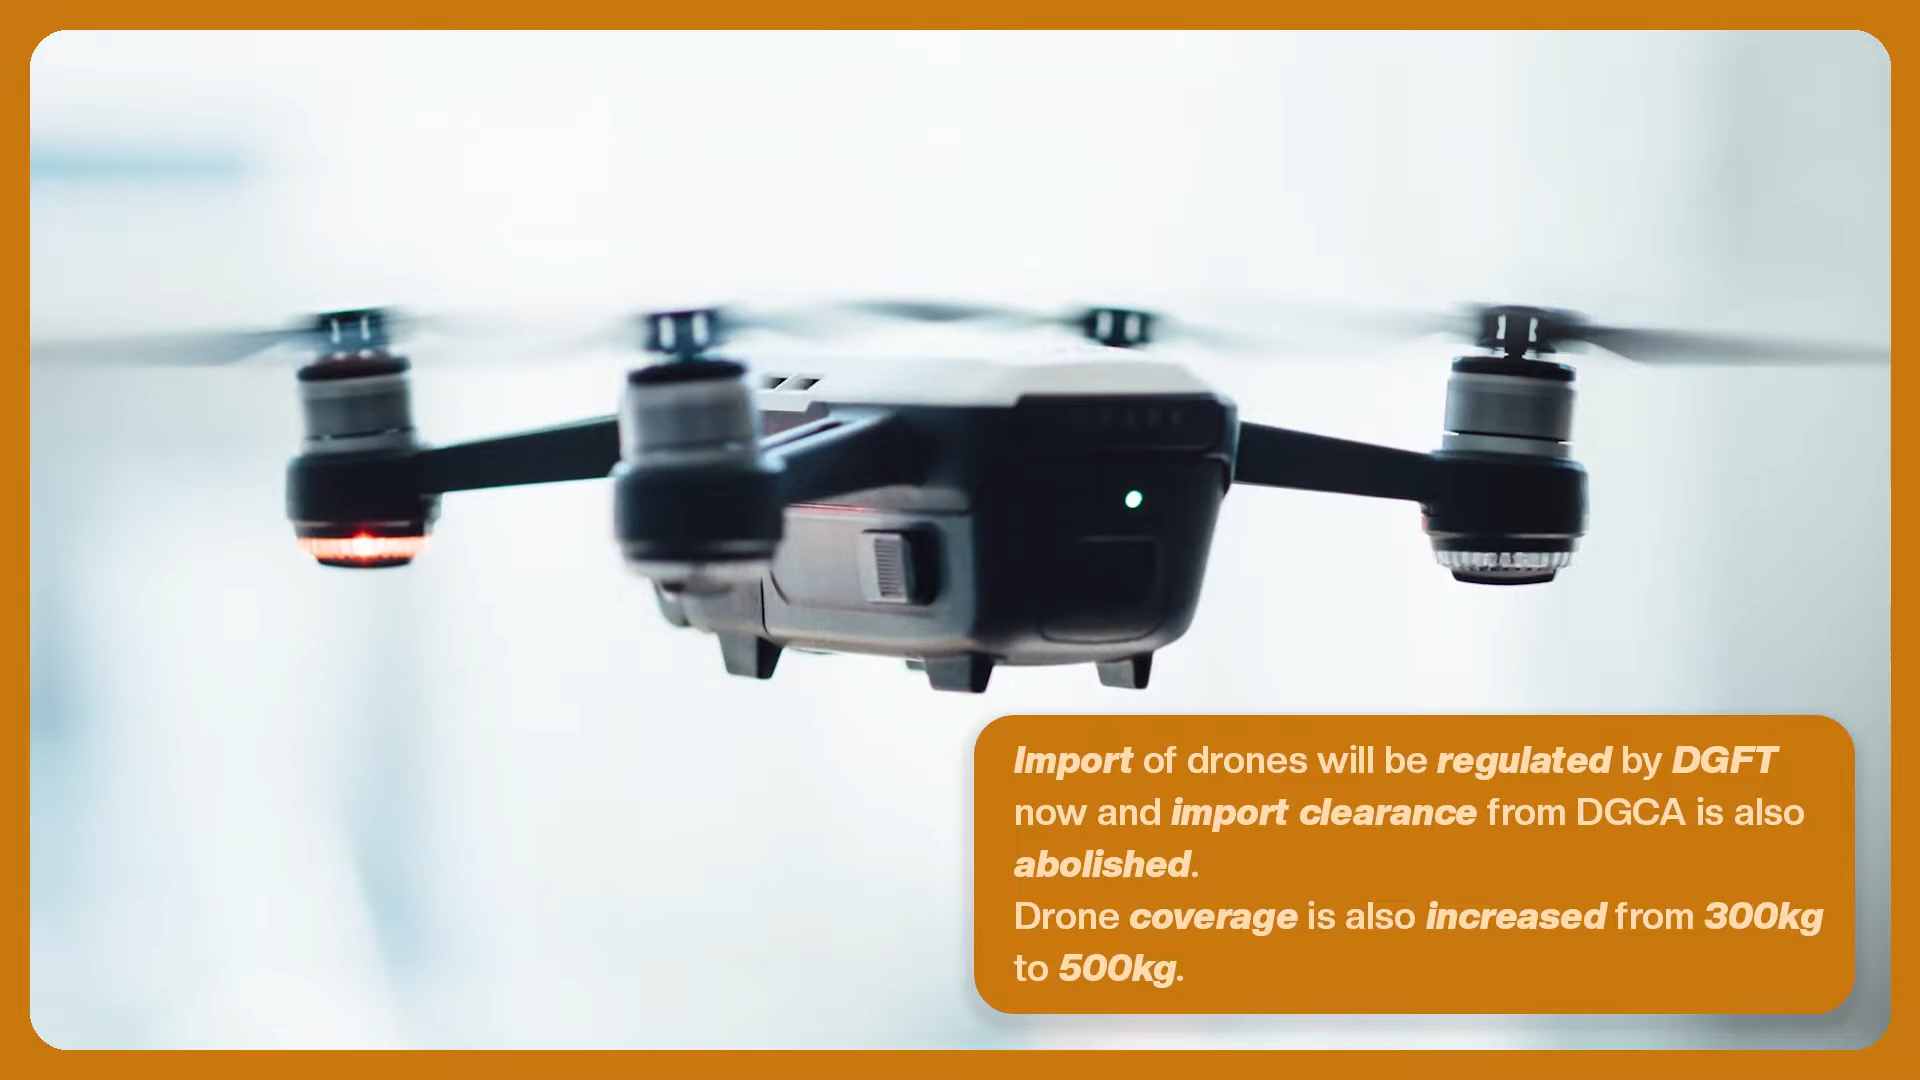 Import of drones will be regulated by DGFT
now and import clearance from DGCA is also
abolished.
Drone coverage is also increased from 300kg
to 500kg.